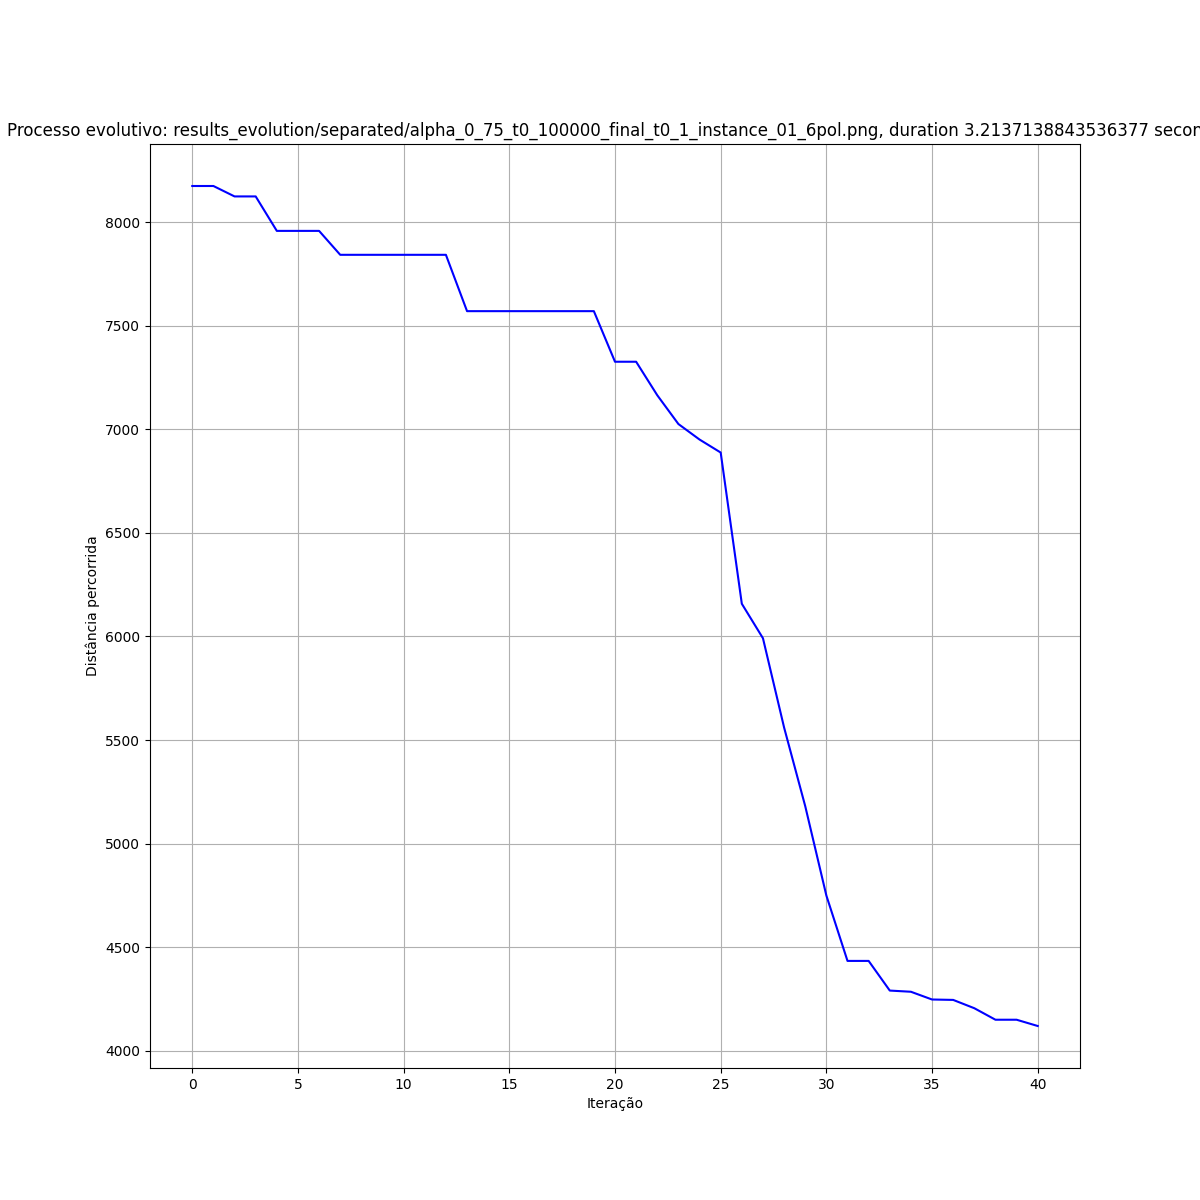 Processo evolutivo: results_evolution/separated/alpha_0_75_t0_100000_final_t0_1_instance_01_6pol.png, duration 3.2137138843536377 secon
8000
7500
7000
6500
6000
5500
5000
4500
4000
Distância percorrida
0 5 10 15 20 25 30 35 40
Iteração